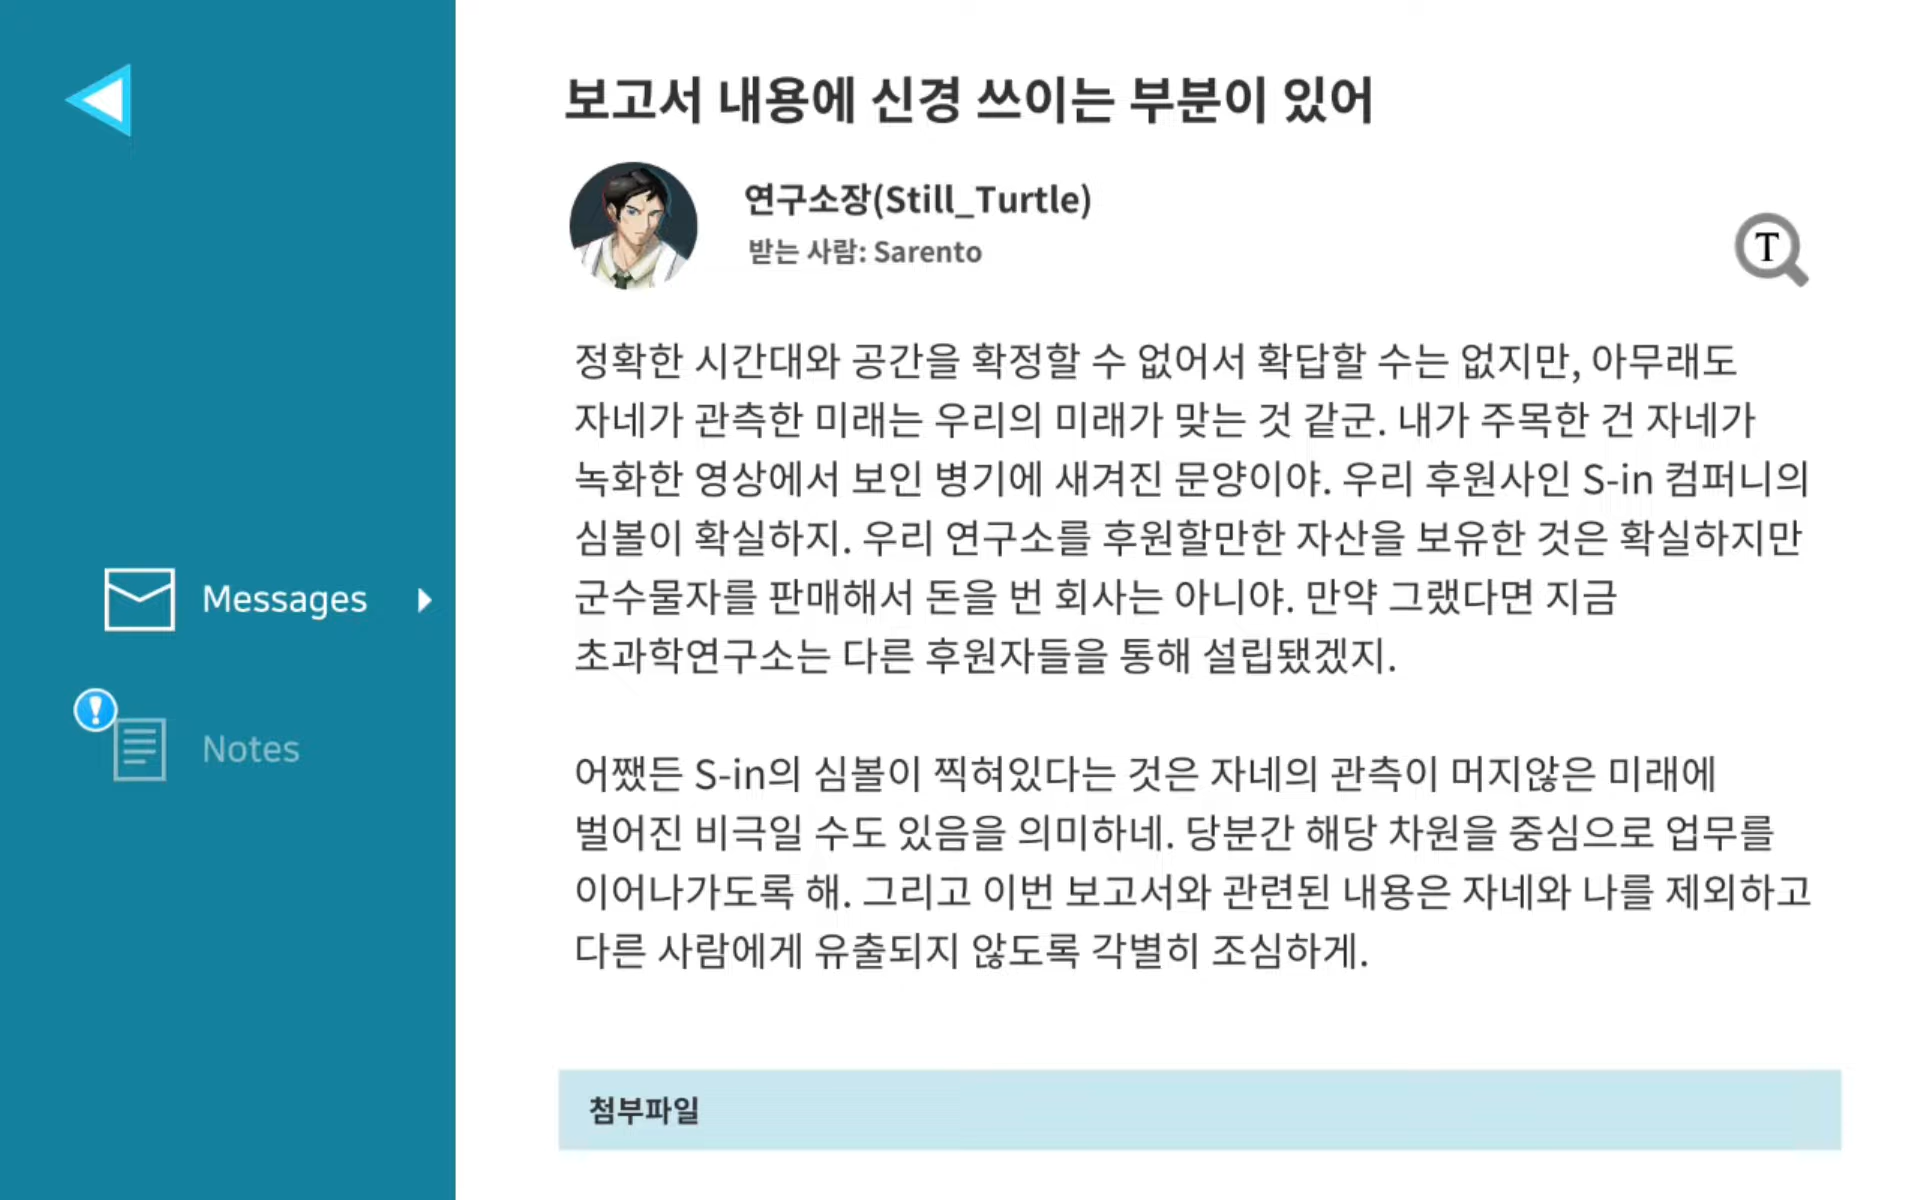 보고서 내용에 신경 쓰이는 부분이 있어
연구소장(Still_Turtle)
받는 사람: Sarento
T
정확한 시간대와 공간을 확정할 수 없어서 확답할 수는 없지만, 아무래도
자네가 관측한 미래는 우리의 미래가 맞는 것 같군. 내가 주목한 건 자네가
녹화한 영상에서 보인 병기에 새겨진 문양이야. 우리 후원사인 S-in 컴퍼니의
심볼이 확실하지. 우리 연구소를 후원할만한 자산을 보유한 것은 확실하지만
군수물자를 판매해서 돈을 번 회사는 아니야. 만약 그랬다면 지금
초과학연구소는 다른 후원자들을 통해 설립됐겠지.
어쨌든 S-in의 심볼이 찍혀있다는 것은 자네의 관측이 머지않은 미래에
벌어진 비극일 수도 있음을 의미하네. 당분간 해당 차원을 중심으로 업무를
이어나가도록 해. 그리고 이번 보고서와 관련된 내용은 자네와 나를 제외하고
다른 사람에게 유출되지 않도록 각별히 조심하게.
첨부파일
Messages
Notes